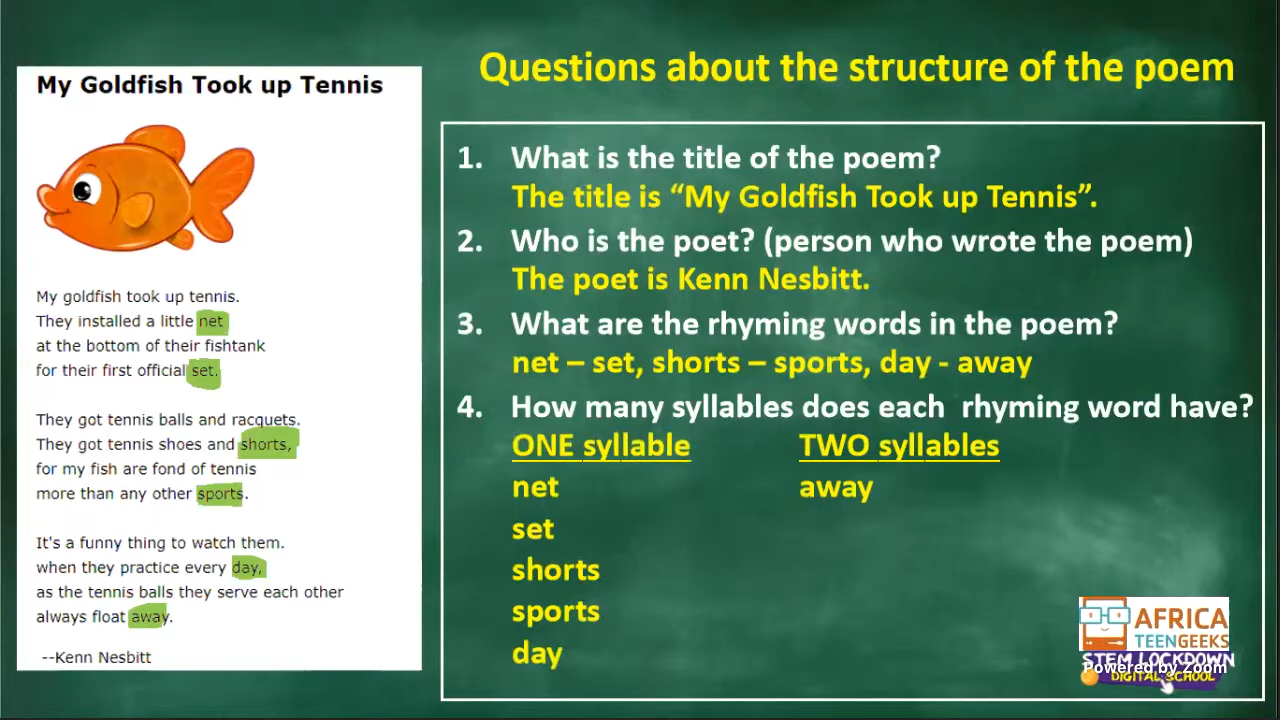 My Goldfish Took up Tennis
My goldfish took up tennis.
They installed a little net
at the bottom of their fishtank
for their first official set.
They got tennis balls and racquets.
They got tennis shoes and shorts,
for my fish are fond of tennis
more than any other sports.
It's a funny thing to watch them.
when they practice every day,
as the tennis balls they serve each other
always float away.
--Kenn Nesbitt
Questions about the structure of the poem
1. What is the title of the poem?
The title is “My Goldfish Took up Tennis”.
2. Who is the poet? (person who wrote the poem)
The poet is Kenn Nesbitt.
3. What are the rhyming words in the poem?
net – set, shorts – sports, day - away
4. How many syllables does each rhyming word have?
ONE syllable TWO syllables
net away
set
shorts
sports
day
AFRICA
TEENGEEKS
STEM LOCKDOWN
Powered by Zoom
DIGITAL SCHOOL